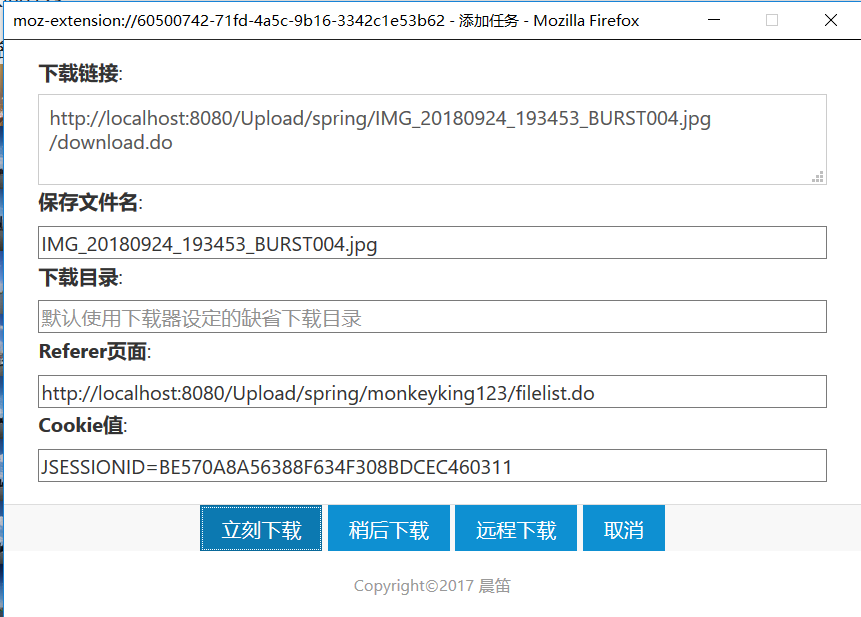 moz-extension://60500742-71fd-4a5c-9b16-3342c1e53b62 - 添加任务 - Mozilla Firefox
下载链接:
http://localhost:8080/Upload/spring/IMG_20180924_193453_BURST004.jpg
/download.do
保存文件名:
IMG_20180924_193453_BURST004.jpg
下载目录:
默认使用下载器设定的缺省下载目录
Referer页面:
http://localhost:8080/Upload/spring/monkeyking123/filelist.do
Cookie值:
JSESSIONID=BE570A8A56388F634F308BDCEC460311
立刻下载 稍后下载 远程下载 取消
Copyright©2017 晨笛